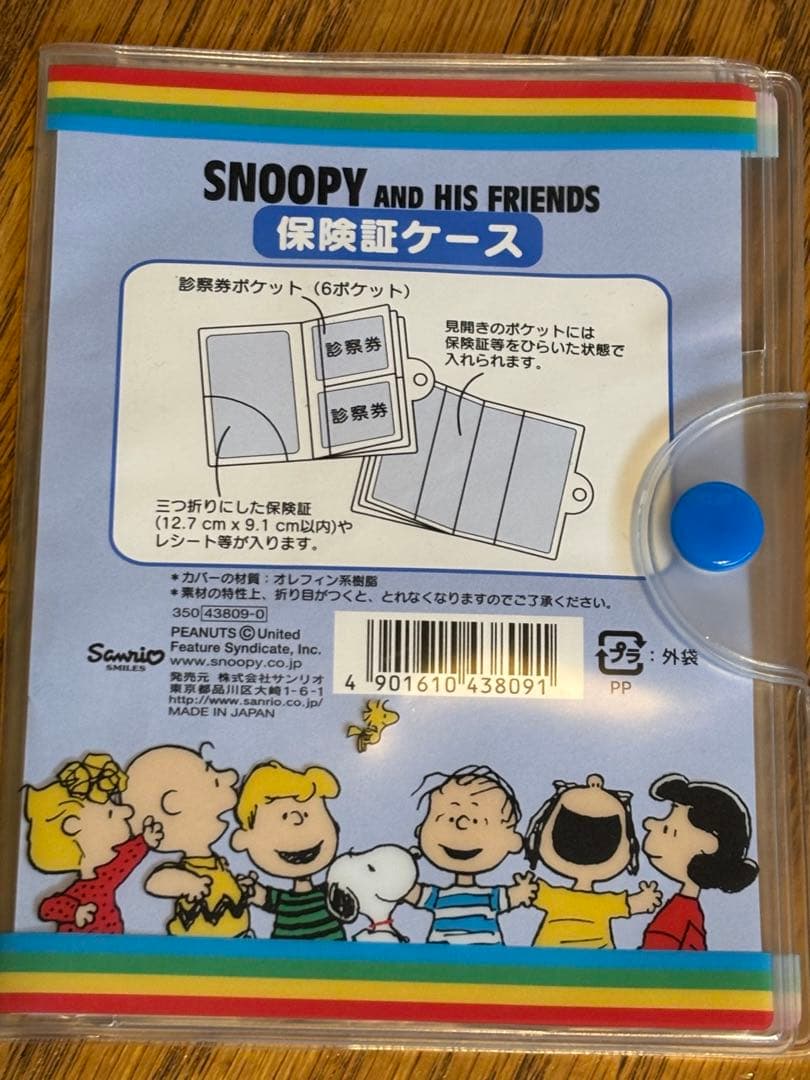 SNOOPY AND HIS FRIENDS
保険証ケース
診察券ポケット（6ポケット）
診察券
診察券
見開きのポケットには
保険証等をひらいた状態で
入れられます。
三つ折りにした保険証
(12.7 cm x 9.1 cm以内)や
レシート等が入ります。
*カバーの材質：オレフィン系樹脂
*素材の特性上、折り目がつくと、とれなくなりますのでご了承ください。
350 43809-0
PEANUTS © United
Feature Syndicate, Inc.
www.snoopy.co.jp
Sanrio
SMILES
発売元 株式会社サンリオ
東京都品川区大崎1-6-1
http://www.sanrio.co.jp/
MADE IN JAPAN
4 901610 438091
プラ：外袋
PP